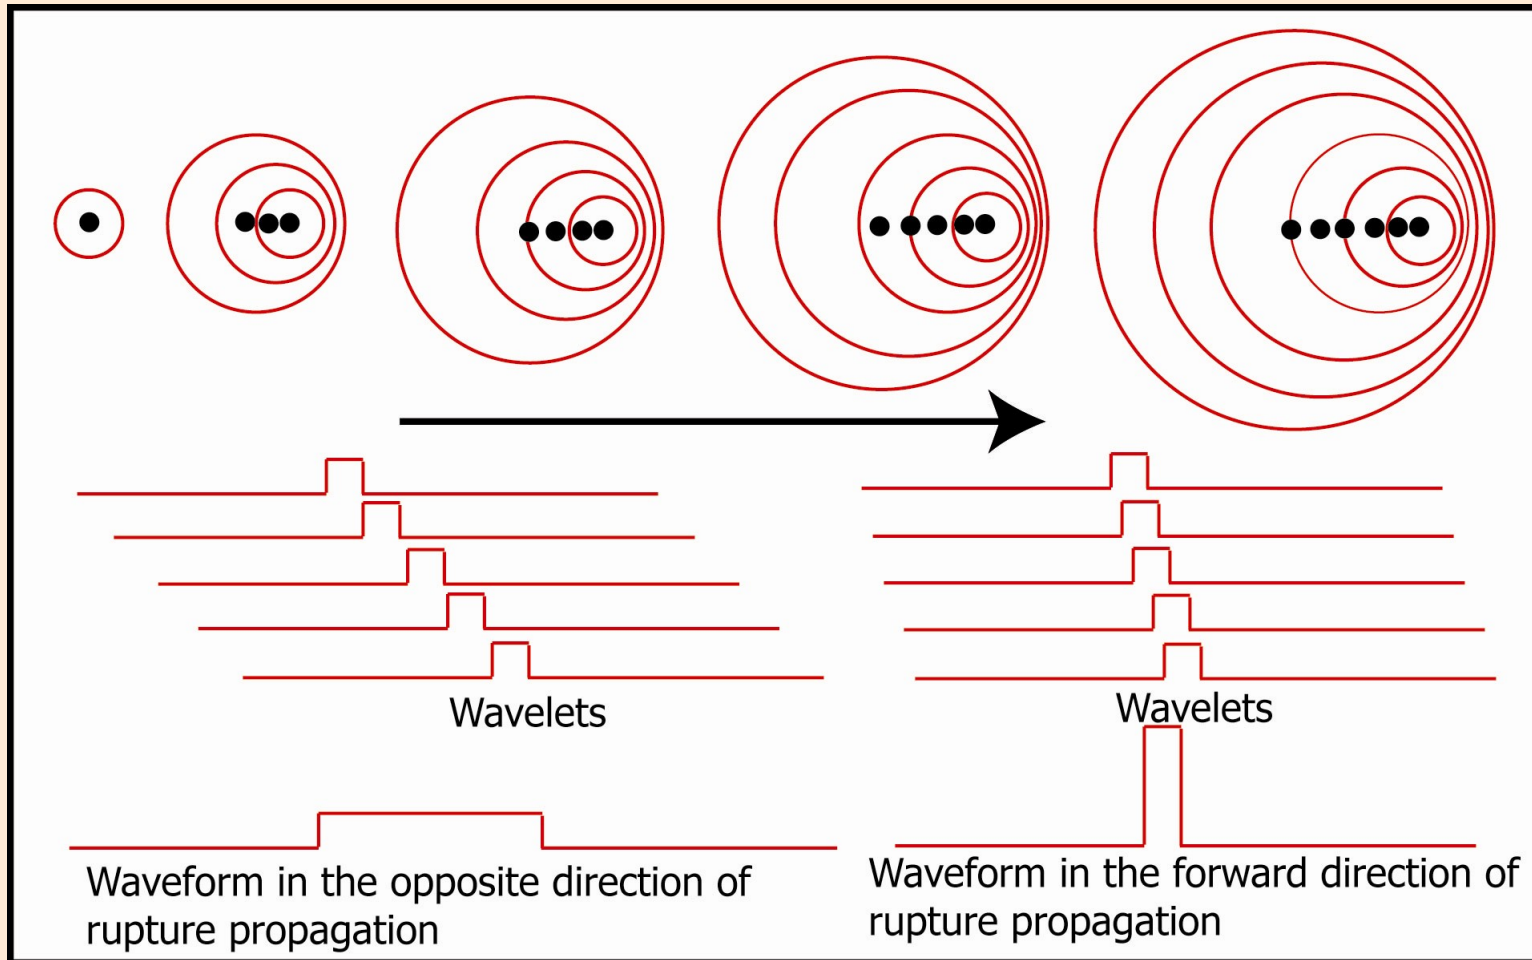 Wavelets
Wavelets
Waveform in the opposite direction of
rupture propagation
Waveform in the forward direction of
rupture propagation